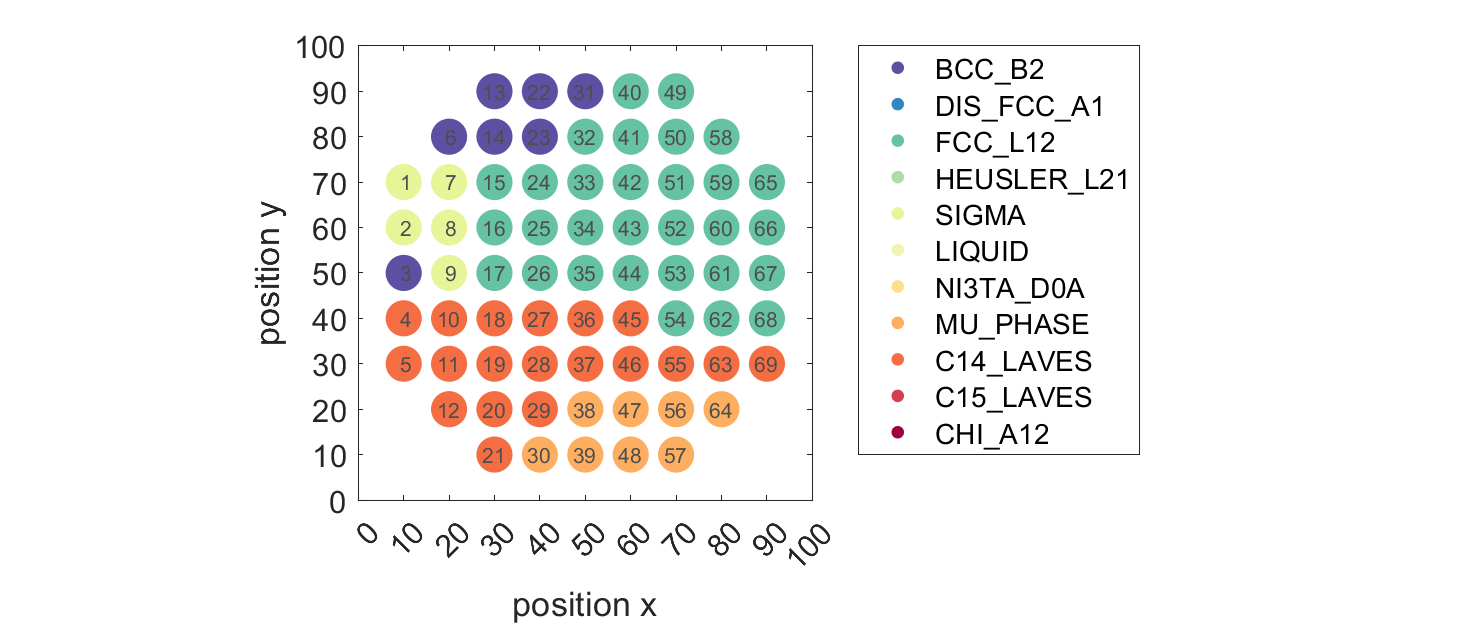 100
90 13 22 31 40 49
80 6 14 23 32 41 50 58
70 1 7 15 24 33 42 51 59 65
60 2 8 16 25 34 43 52 60 66
50 3 9 17 26 35 44 53 61 67
40 4 10 18 27 36 45 54 62 68
30 5 11 19 28 37 46 55 63 69
20 12 20 29 38 47 56 64
10 21 30 39 48 57
0
position y
0 10 20 30 40 50 60 70 80 90 100
position x
BCC_B2
DIS_FCC_A1
FCC_L12
HEUSLER_L21
SIGMA
LIQUID
NI3TA_D0A
MU_PHASE
C14_LAVES
C15_LAVES
CHI_A12